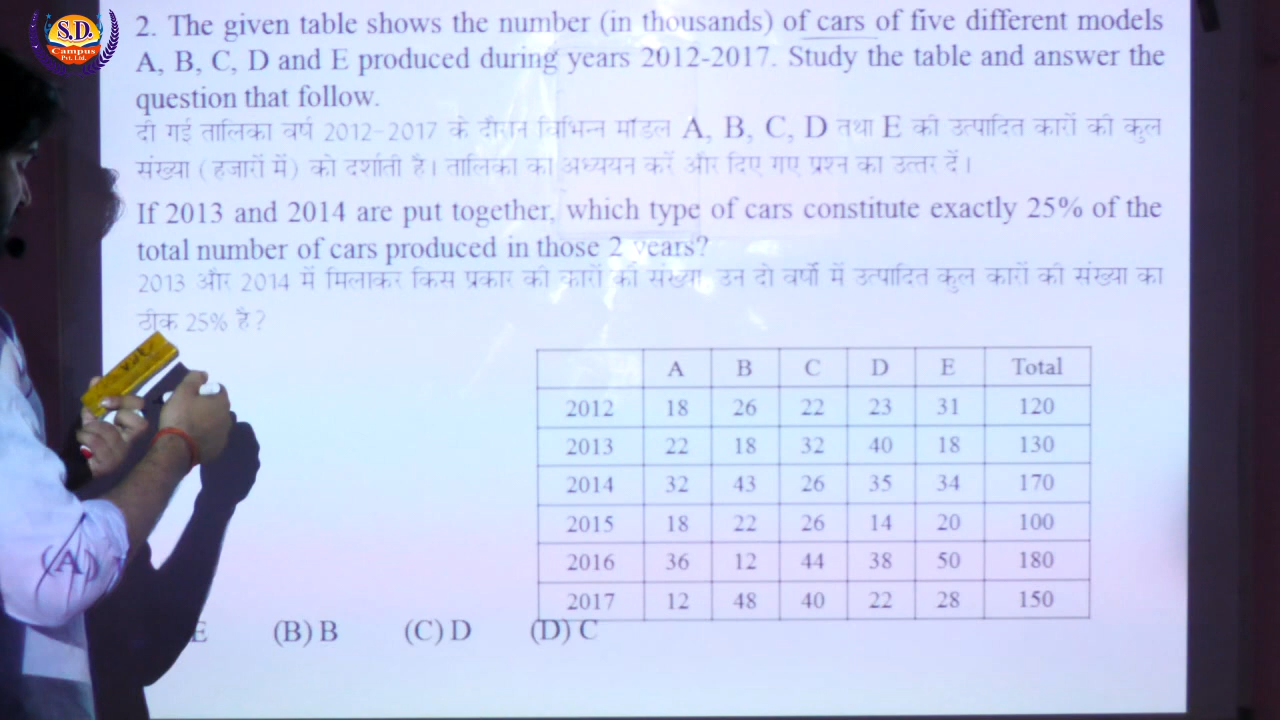 S.D.
Campus
Pvt. Ltd.
2. The given table shows the number (in thousands) of cars of five different models
A, B, C, D and E produced during years 2012-2017. Study the table and answer the
question that follow.
दी गई तालिका वर्ष 2012-2017 के दौरान विभिन्न मॉडल A, B, C, D तथा E की उत्पादित कारों की कुल
संख्या (हजारों में) को दर्शाती है। तालिका का अध्ययन करें और दिए गए प्रश्न का उत्तर दें।
If 2013 and 2014 are put together, which type of cars constitute exactly 25% of the
total number of cars produced in those 2 years?
2013 और 2014 में मिलाकर किस प्रकार की कारों की संख्या उन दो वर्षों में उत्पादित कुल कारों की संख्या का
ठीक 25% है?
A B C D E Total
2012 18 26 22 23 31 120
2013 22 18 32 40 18 130
2014 32 43 26 35 34 170
2015 18 22 26 14 20 100
2016 36 12 44 38 50 180
2017 12 48 40 22 28 150
(A) E (B) B (C) D (D) C